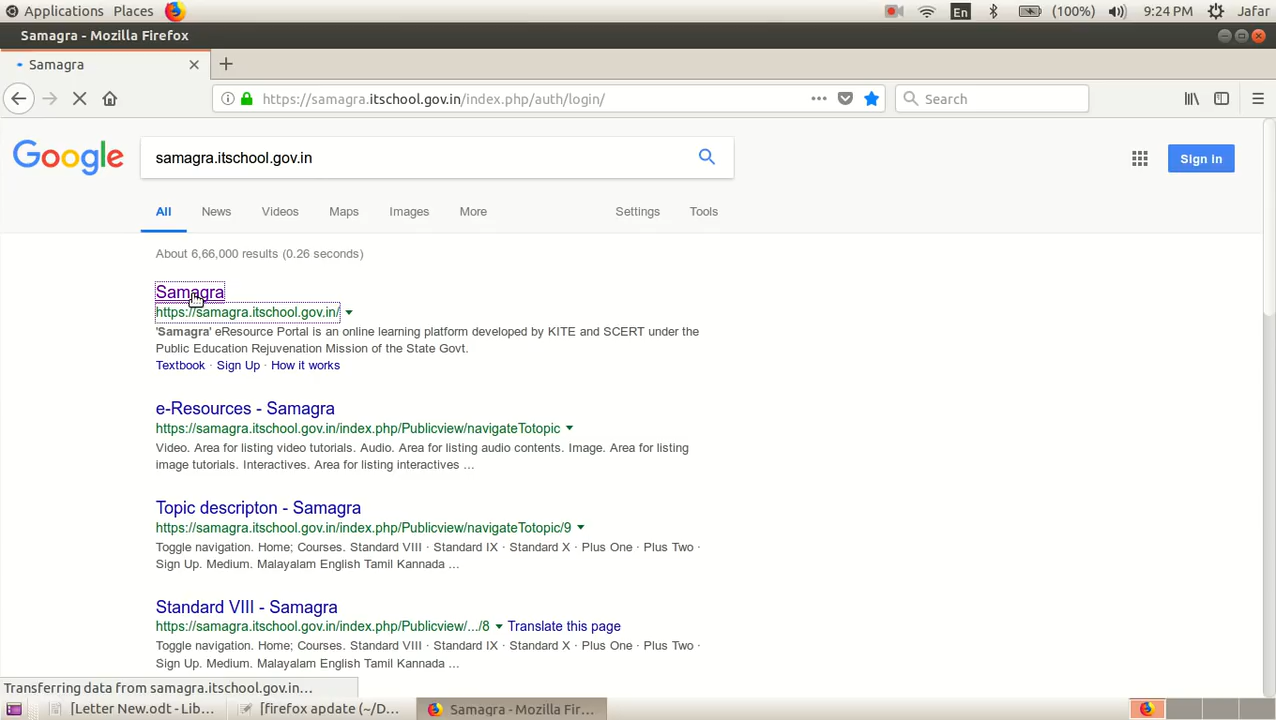 Applications Places En (100%) 9:24 PM Jafar
Samagra - Mozilla Firefox
Samagra
https://samagra.itschool.gov.in/index.php/auth/login/ Search
Google samagra.itschool.gov.in Sign in
All News Videos Maps Images More Settings Tools
About 6,66,000 results (0.26 seconds)
Samagra
https://samagra.itschool.gov.in/
'Samagra' eResource Portal is an online learning platform developed by KITE and SCERT under the
Public Education Rejuvenation Mission of the State Govt.
Textbook · Sign Up · How it works
e-Resources - Samagra
https://samagra.itschool.gov.in/index.php/Publicview/navigateTotopic
Video. Area for listing video tutorials. Audio. Area for listing audio contents. Image. Area for listing
image tutorials. Interactives. Area for listing interactives ...
Topic descripton - Samagra
https://samagra.itschool.gov.in/index.php/Publicview/navigateTotopic/9
Toggle navigation. Home; Courses. Standard VIII · Standard IX · Standard X · Plus One · Plus Two ·
Sign Up. Medium. Malayalam English Tamil Kannada ...
Standard VIII - Samagra
https://samagra.itschool.gov.in/index.php/Publicview/.../8 Translate this page
Toggle navigation. Home; Courses. Standard VIII · Standard IX · Standard X · Plus One · Plus Two ·
Sign Up. Medium. Malayalam English Tamil Kannada ...
Transferring data from samagra.itschool.gov.in…
[Letter New.odt - Lib... [firefox apdate (~/D... Samagra - Mozilla Fir...